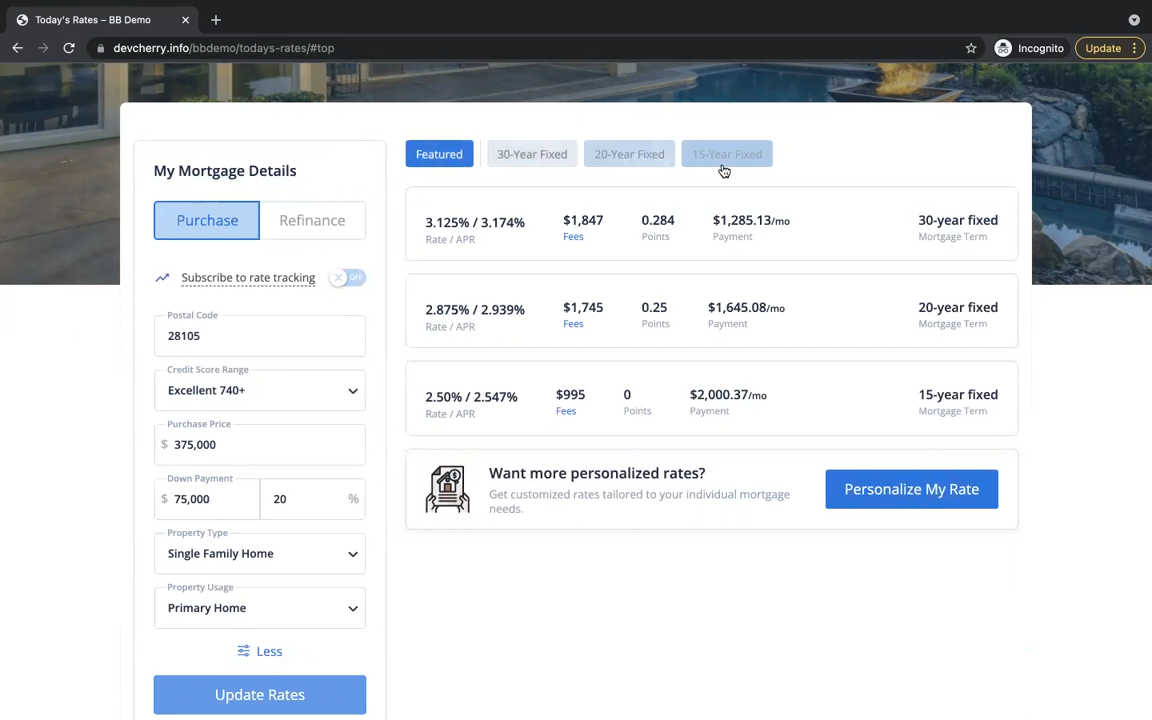 Today's Rates – BB Demo
devcherry.info/bbdemo/todays-rates/#top
Incognito
Update
My Mortgage Details
Purchase
Refinance
Subscribe to rate tracking
OFF
Postal Code
28105
Credit Score Range
Excellent 740+
Purchase Price
$ 375,000
Down Payment
$ 75,000
20 %
Property Type
Single Family Home
Property Usage
Primary Home
Less
Update Rates
Featured
30-Year Fixed
20-Year Fixed
15-Year Fixed
3.125% / 3.174%
Rate / APR
$1,847
Fees
0.284
Points
$1,285.13/mo
Payment
30-year fixed
Mortgage Term
2.875% / 2.939%
Rate / APR
$1,745
Fees
0.25
Points
$1,645.08/mo
Payment
20-year fixed
Mortgage Term
2.50% / 2.547%
Rate / APR
$995
Fees
0
Points
$2,000.37/mo
Payment
15-year fixed
Mortgage Term
Want more personalized rates?
Get customized rates tailored to your individual mortgage
needs.
Personalize My Rate